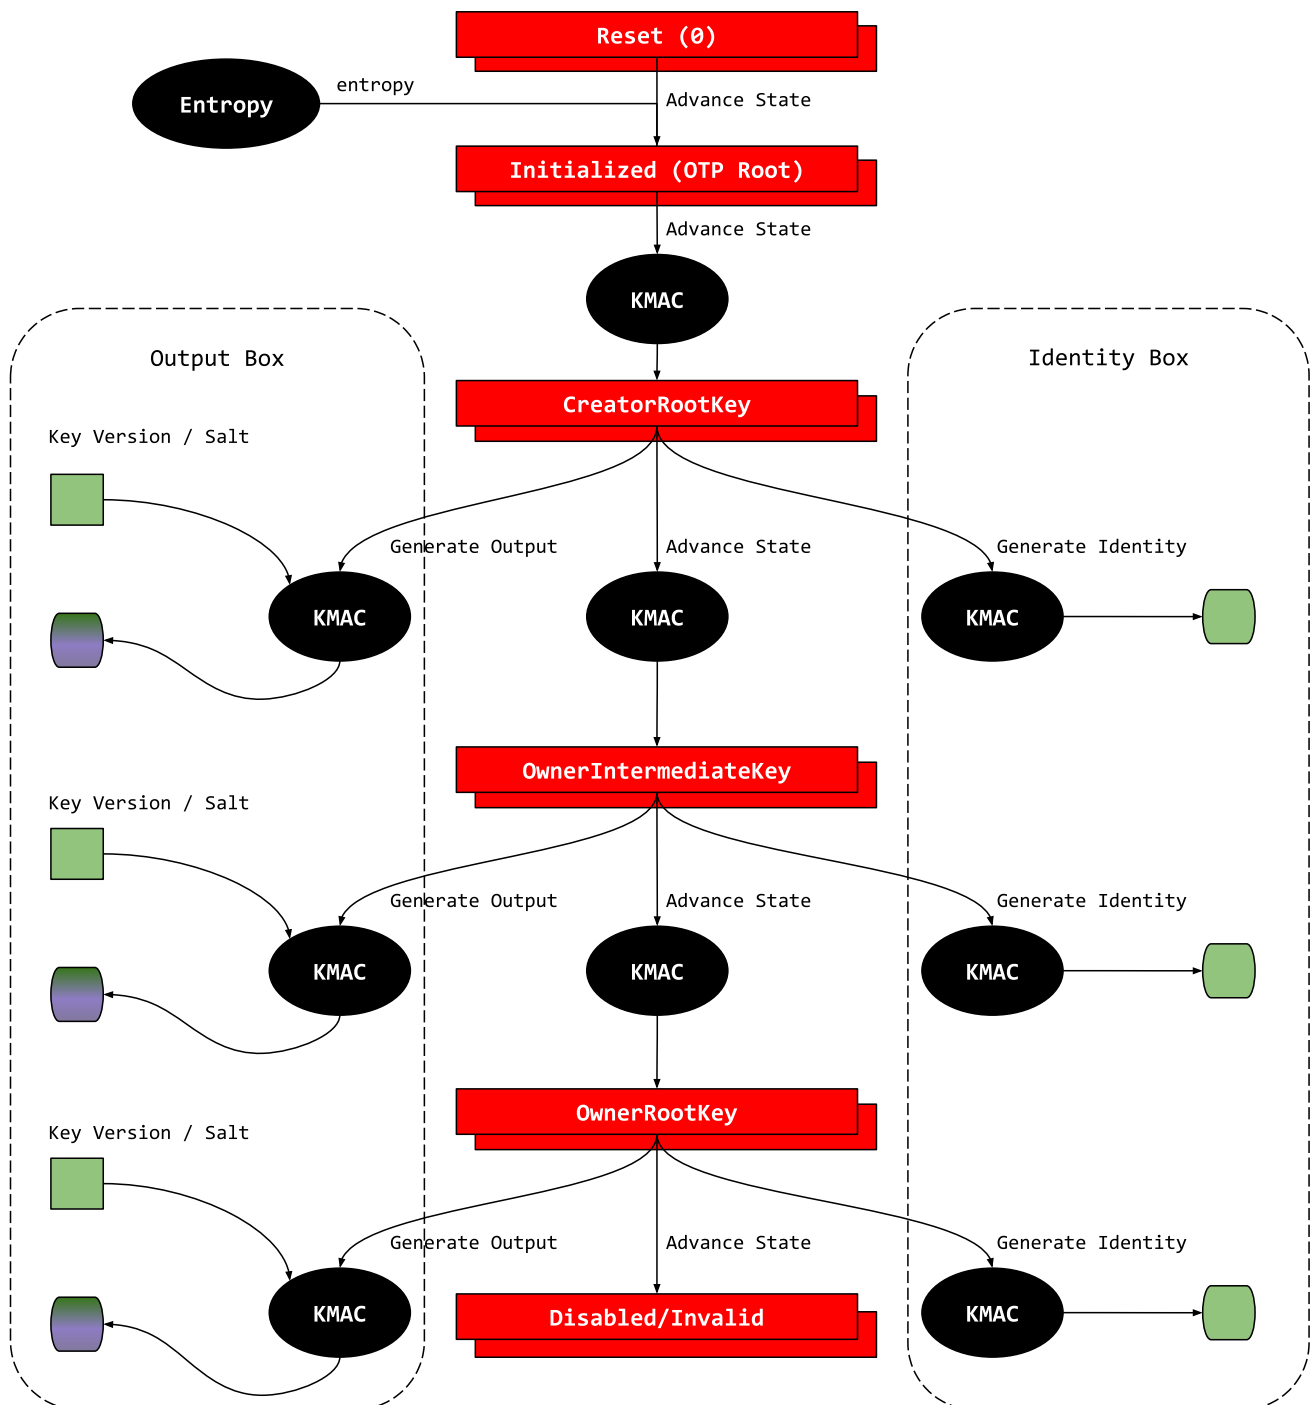 Reset (0)
entropy
Entropy
Advance State
Initialized (OTP Root)
Advance State
KMAC
Output Box
Identity Box
CreatorRootKey
Key Version / Salt
Generate Output
Advance State
Generate Identity
KMAC
KMAC
KMAC
OwnerIntermediateKey
Key Version / Salt
Generate Output
Advance State
Generate Identity
KMAC
KMAC
KMAC
OwnerRootKey
Key Version / Salt
Generate Output
Advance State
Generate Identity
KMAC
Disabled/Invalid
KMAC